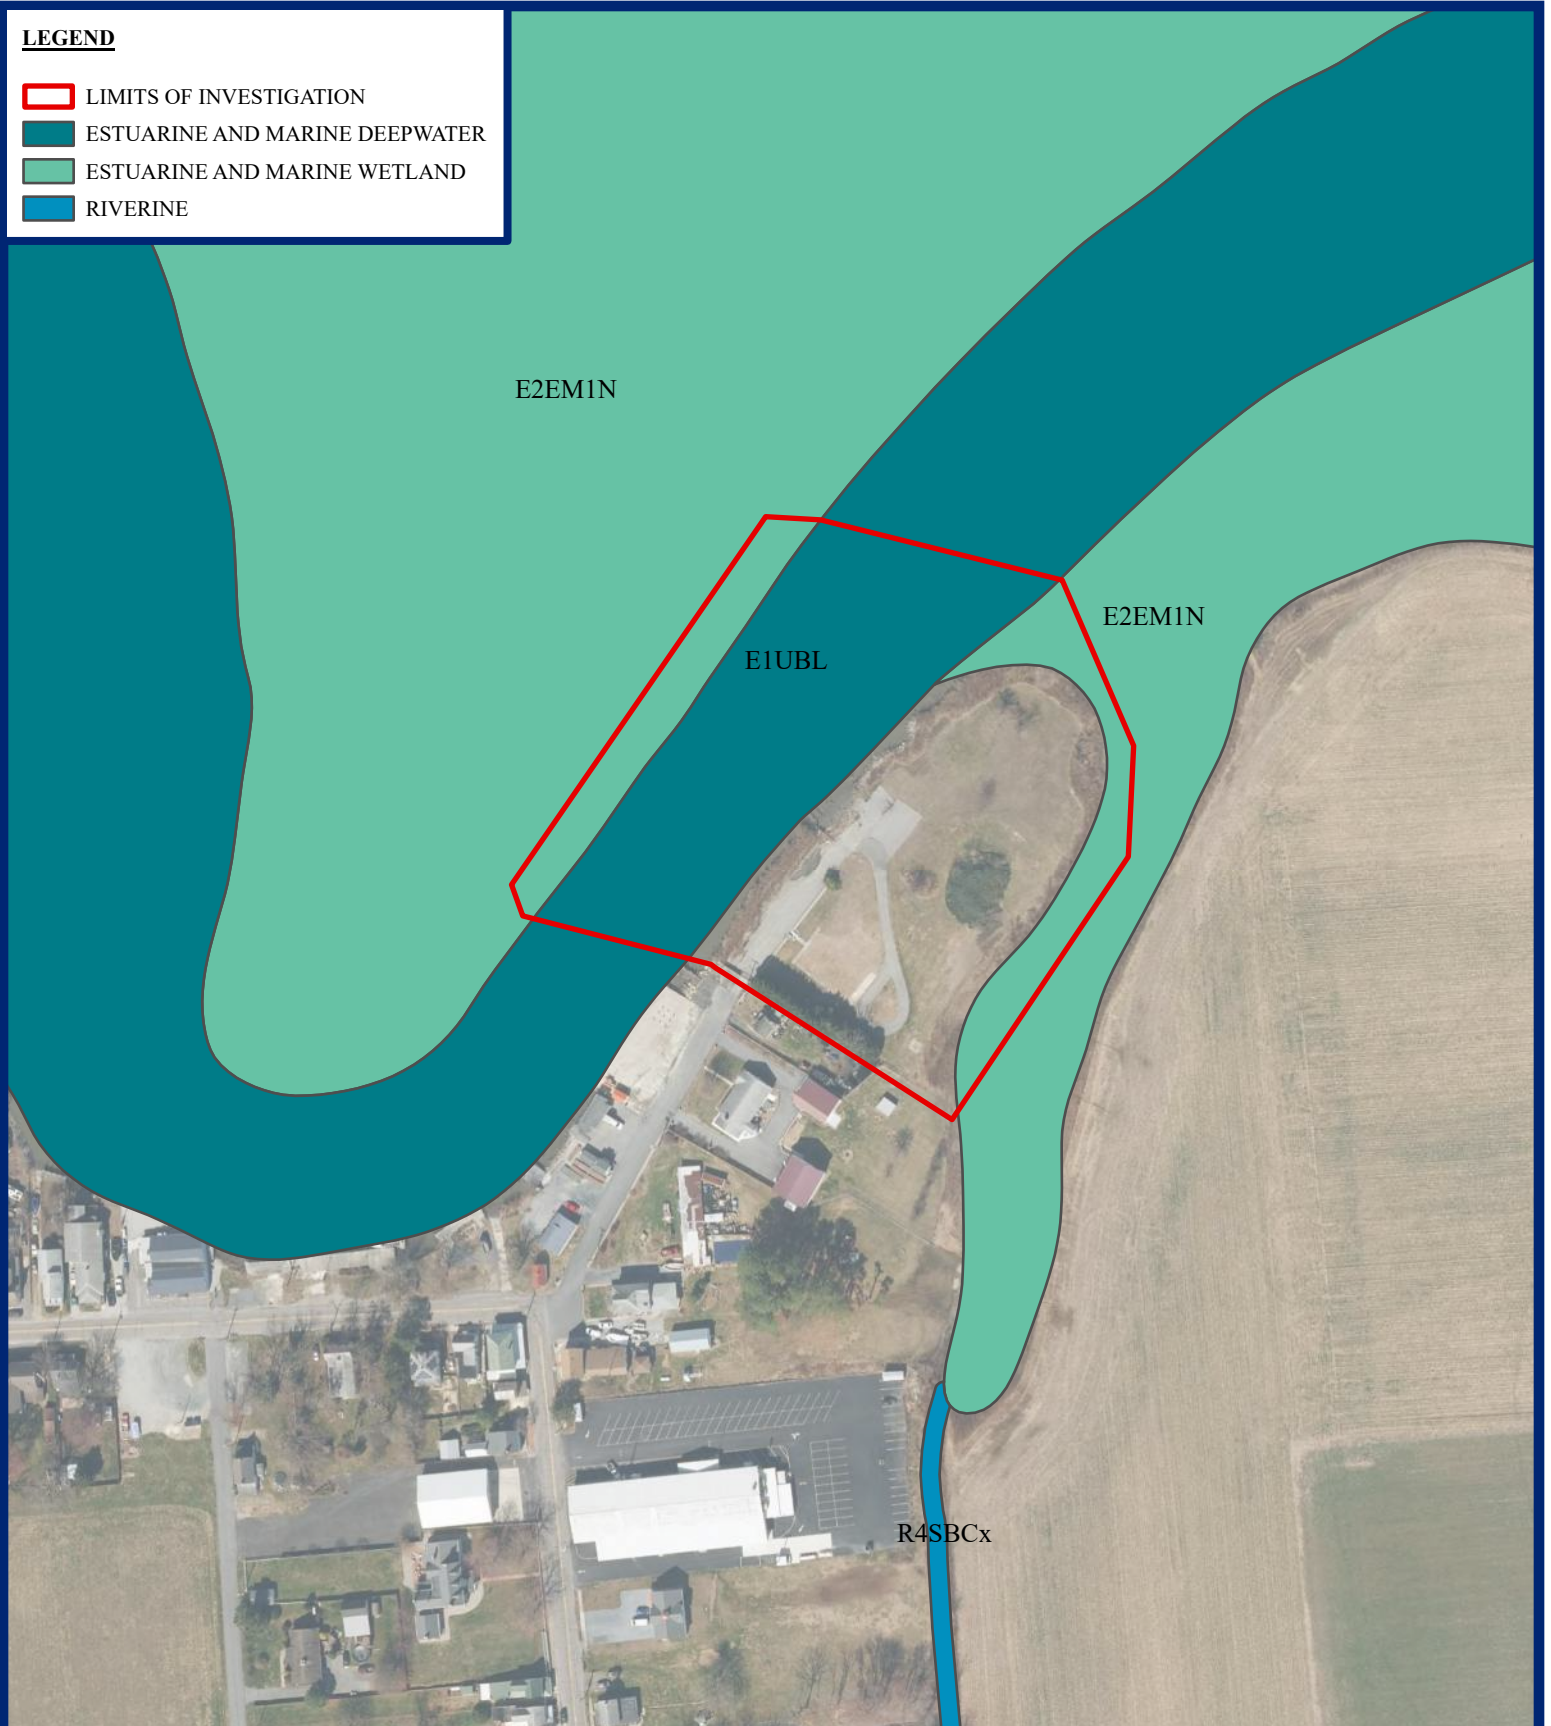 LEGEND
LIMITS OF INVESTIGATION
ESTUARINE AND MARINE DEEPWATER
ESTUARINE AND MARINE WETLAND
RIVERINE
E2EM1N
E2EM1N
E1UBL
R4SBCx